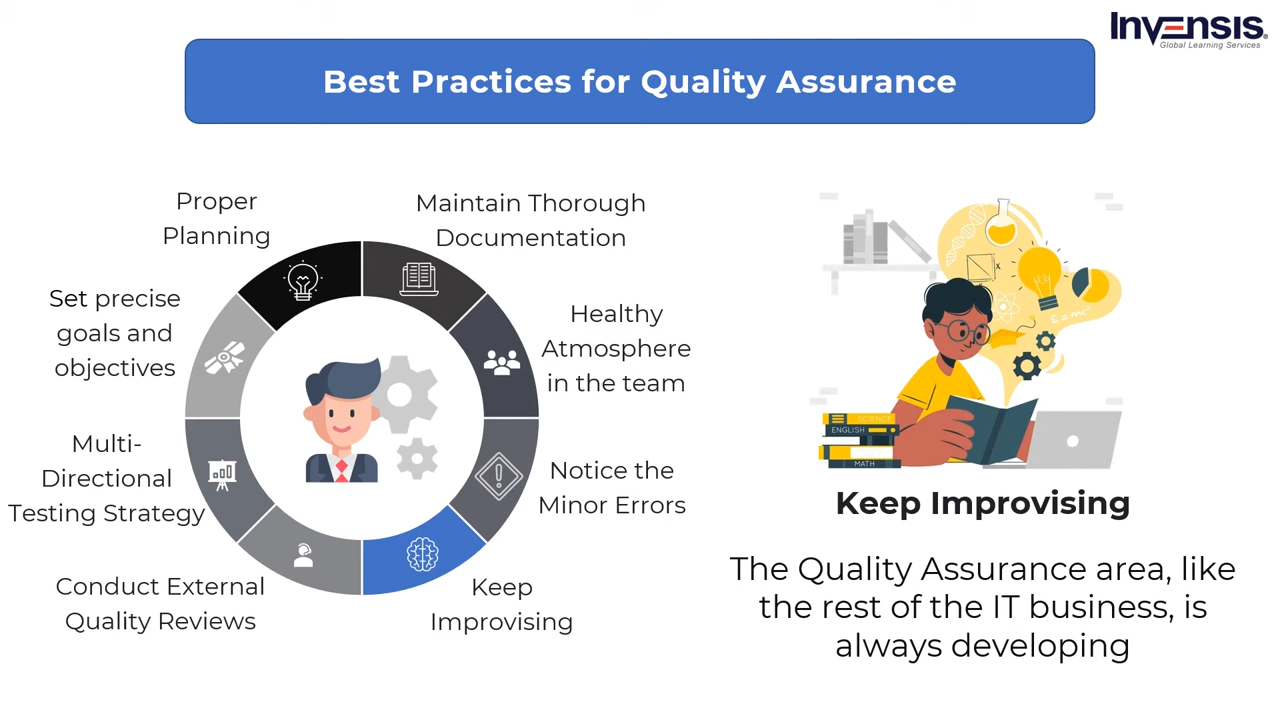 Invensis®
Global Learning Services
Best Practices for Quality Assurance
Proper
Planning
Maintain Thorough
Documentation
Set precise
goals and
objectives
Healthy
Atmosphere
in the team
Multi-
Directional
Testing Strategy
Notice the
Minor Errors
Conduct External
Quality Reviews
Keep
Improvising
SCIENCE
ENGLISH
MATH
Keep Improvising
The Quality Assurance area, like
the rest of the IT business, is
always developing